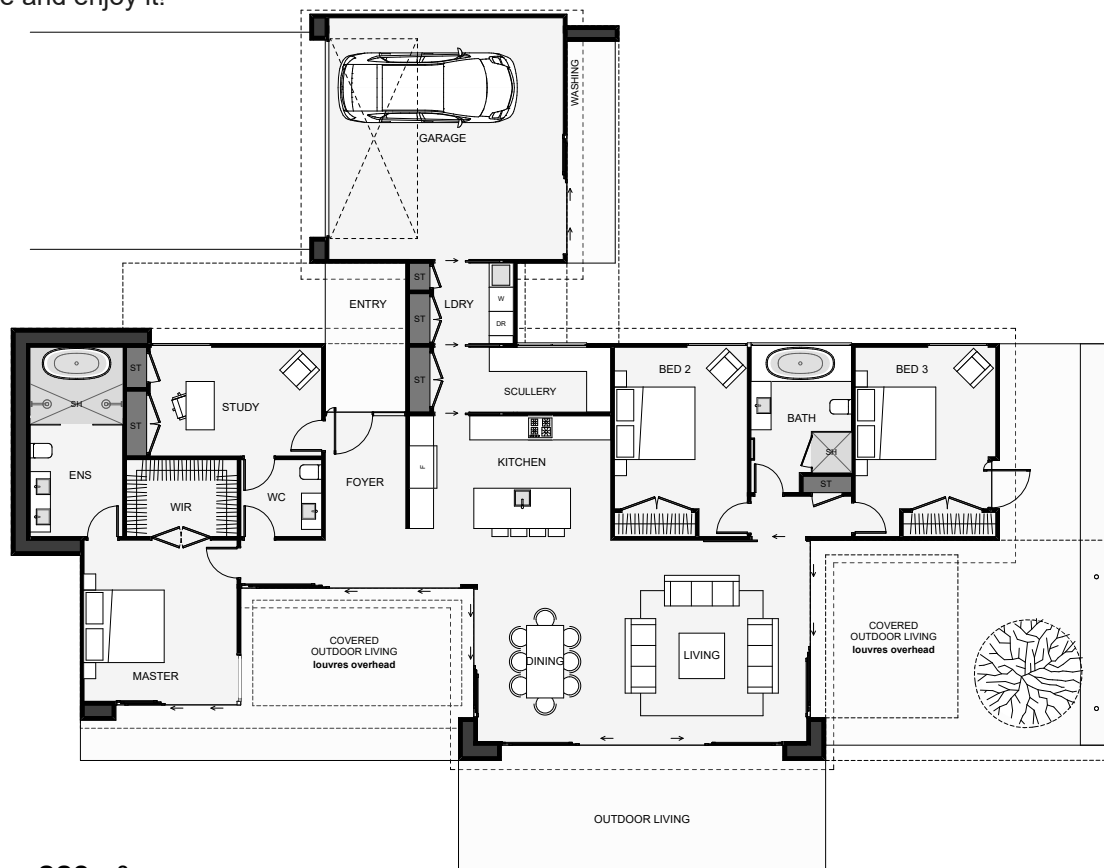 e and enjoy it!
WASHING
GARAGE
ST
ENTRY
LDRY
W
ST
DR
ST
ST
SCULLERY
BED 2
BED 3
SH
STUDY
BATH
ST
KITCHEN
SH
ENS
F
FOYER
ST
WC
WIR
COVERED
OUTDOOR LIVING
louvres overhead
COVERED
OUTDOOR LIVING
louvres overhead
DINING
LIVING
MASTER
OUTDOOR LIVING